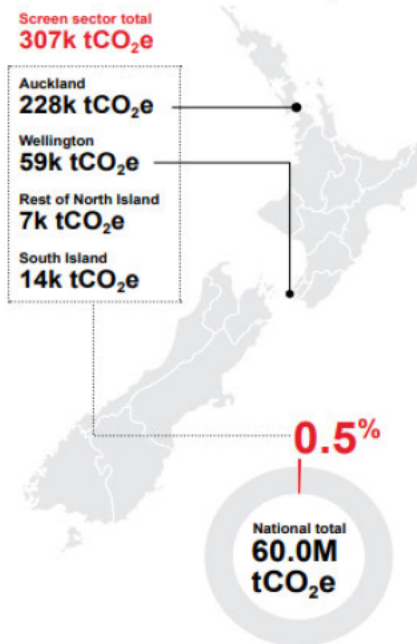 Screen sector total
307k tCO₂e
Auckland
228k tCO₂e
Wellington
59k tCO₂e
Rest of North Island
7k tCO₂e
South Island
14k tCO₂e
0.5%
National total
60.0M
tCO₂e